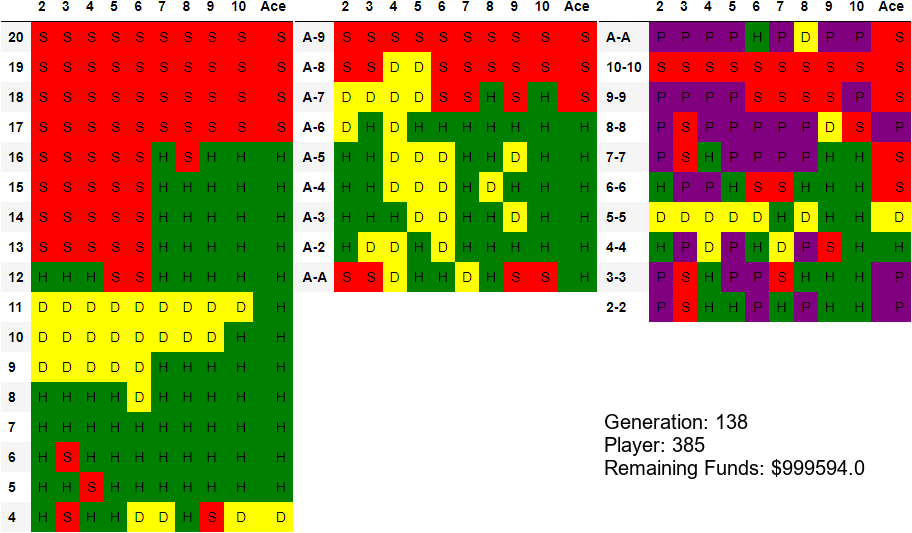 2 3 4 5 6 7 8 9 10 Ace
20 S S S S S S S S S S
19 S S S S S S S S S S
18 S S S S S S S S S S
17 S S S S S S S S S S
16 S S S S S H S H H H
15 S S S S S H H H H H
14 S S S S S H H H H H
13 S S S S S H H H H H
12 H H H S S H H H H H
11 D D D D D D D D D H
10 D D D D D D D D H H
9 D D D D D H H H H H
8 H H H H D H H H H H
7 H H H H H H H H H H
6 H S H H H H H H H H
5 H H S H H H H H H H
4 H S H H D D H S D D
2 3 4 5 6 7 8 9 10 Ace
A-9 S S S S S S S S S S
A-8 S S D D S S S S S S
A-7 D D D D S S H S H S
A-6 D H D H H H H H H H
A-5 H H D D D H H D H H
A-4 H H D D D H D H H H
A-3 H H H D D H H D H H
A-2 H D D H D H H H H H
A-A S S D H H D H S S H
2 3 4 5 6 7 8 9 10 Ace
A-A P P P P H P D P P S
10-10 S S S S S S S S S S
9-9 P P P P S S S S P S
8-8 P S P P P P P D S P
7-7 P S H P P P P H H S
6-6 H P P H S S H H H S
5-5 D D D D D H D H H D
4-4 H P D P H D P S H H
3-3 P S H P P S H H H P
2-2 P S H H P H P H H P
Generation: 138
Player: 385
Remaining Funds: $999594.0